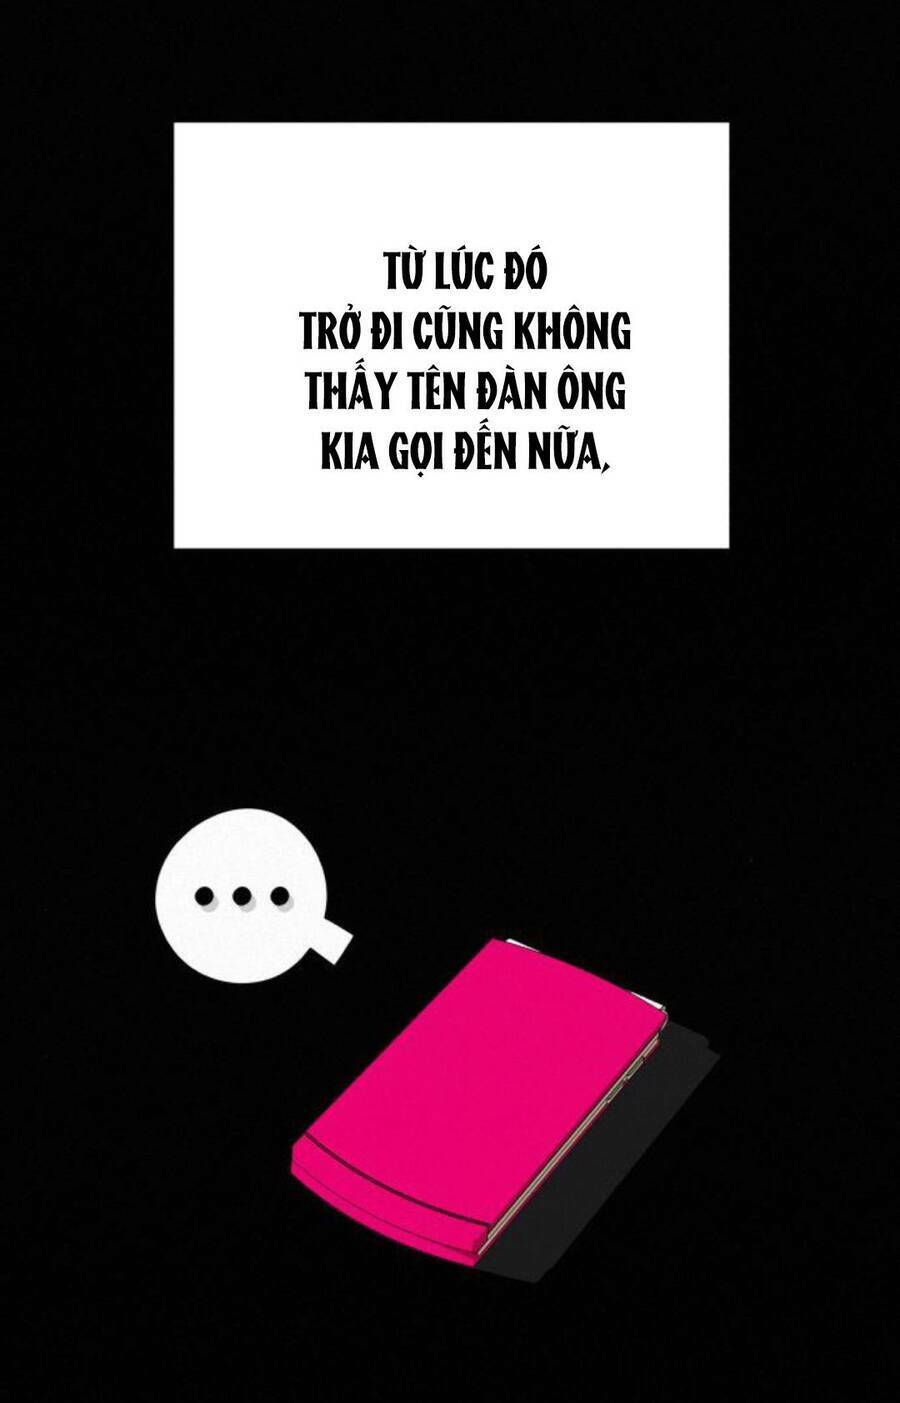 TỪ LÚC ĐÓ
TRỞ ĐI CŨNG KHÔNG
THẤY TÊN ĐÀN ÔNG
KIA GỌI ĐẾN NỮA,
...